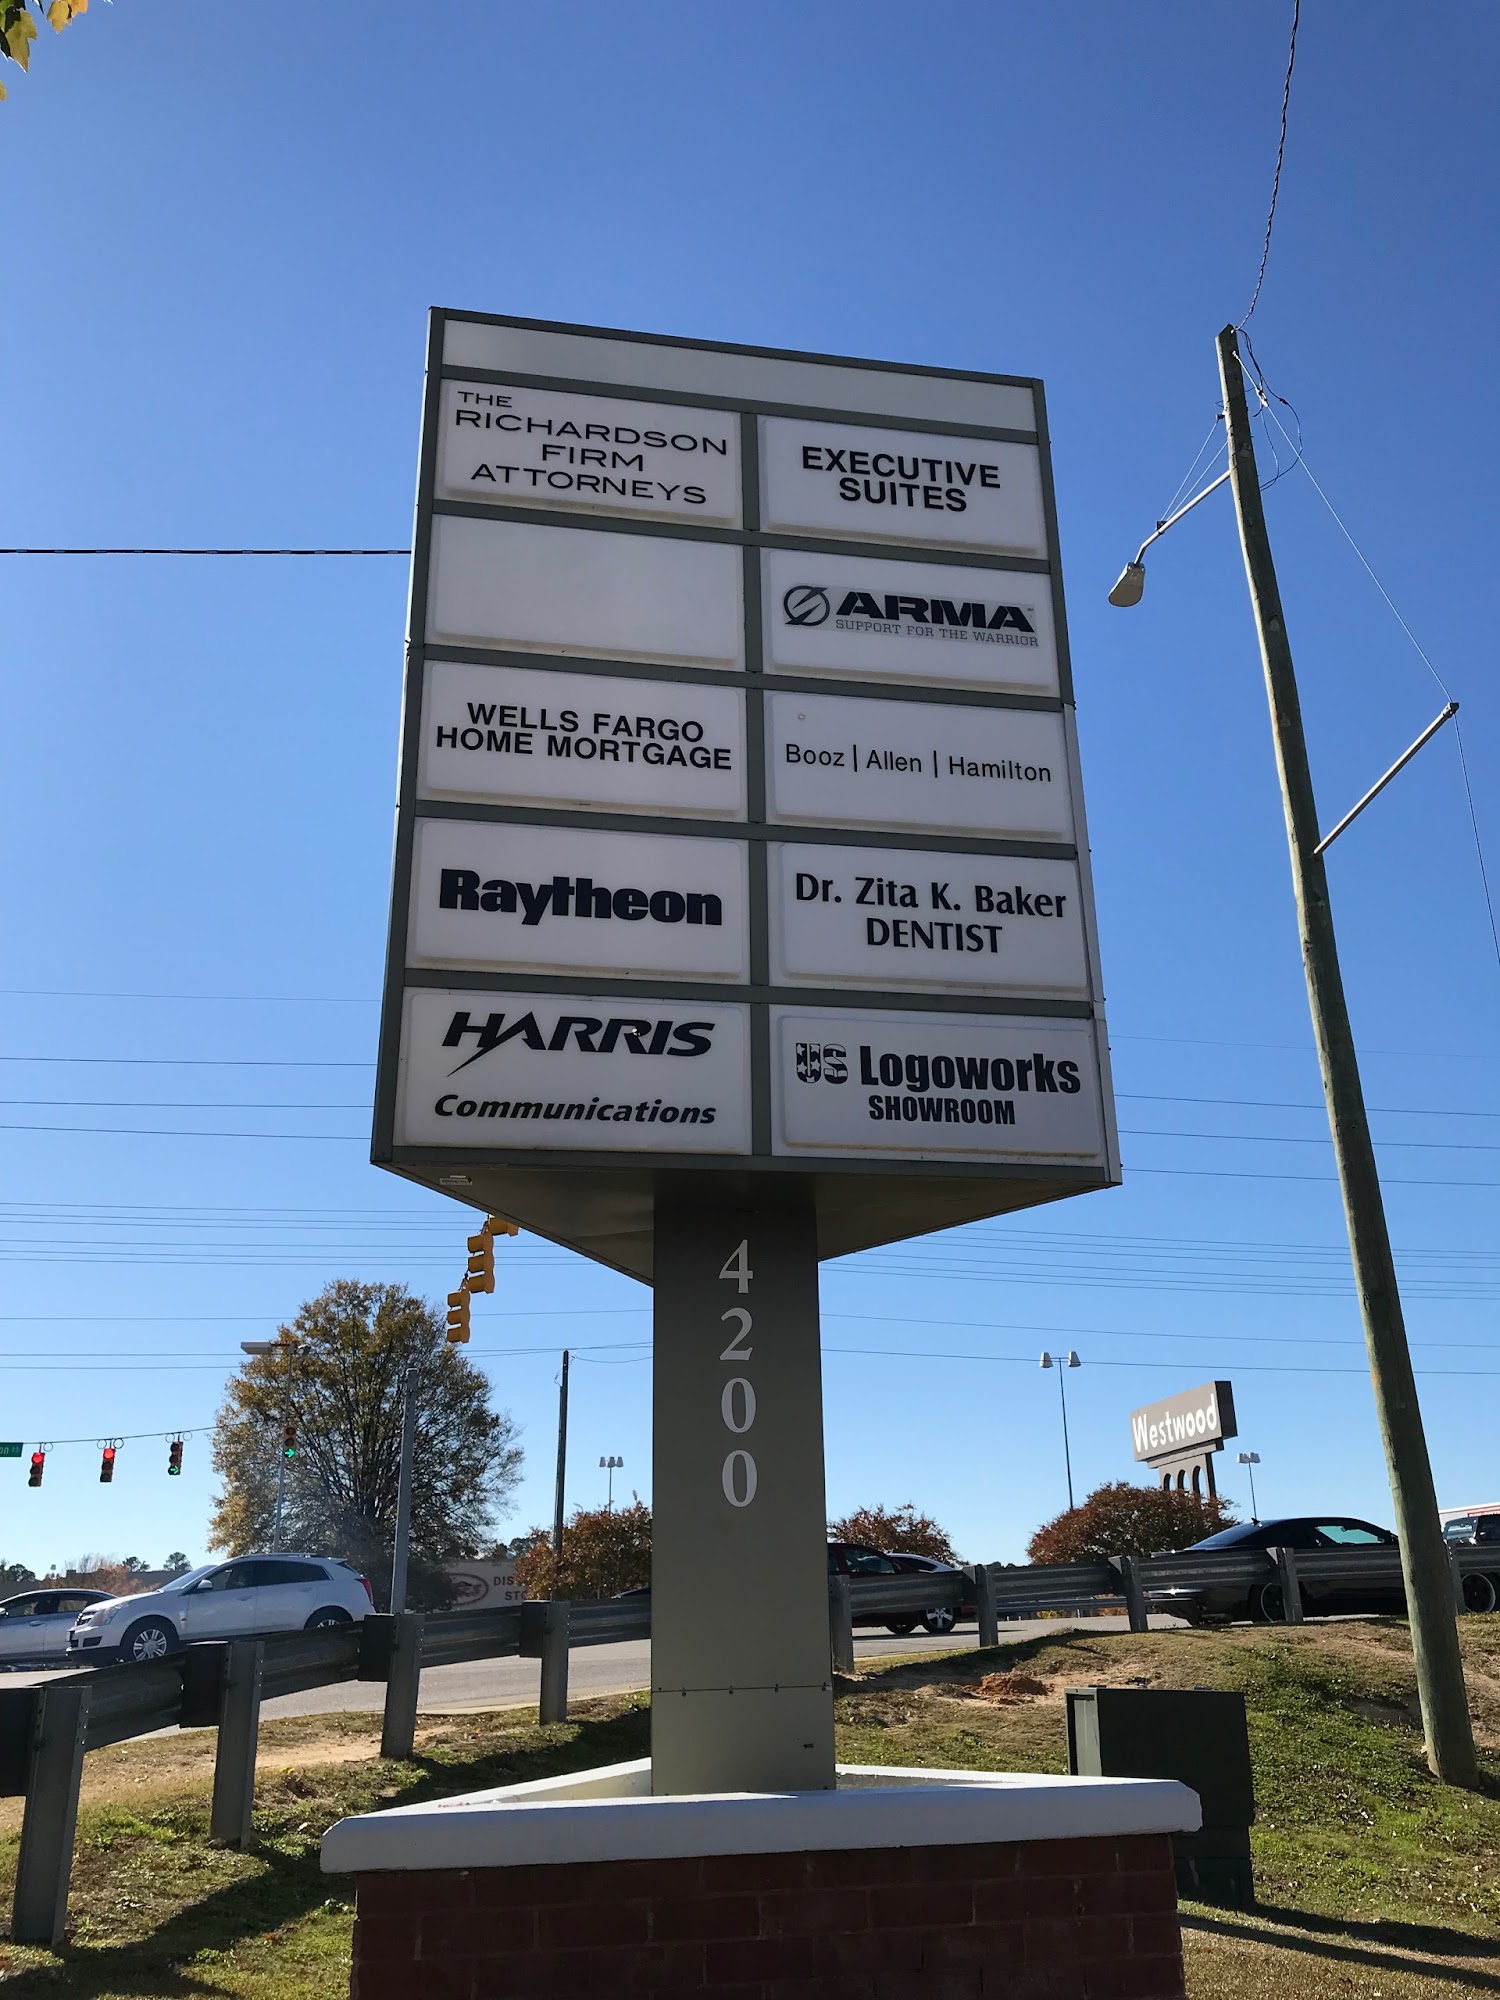 THE
RICHARDSON
FIRM
ATTORNEYS
EXECUTIVE
SUITES
ARMA
SUPPORT FOR THE WARRIOR
WELLS FARGO
HOME MORTGAGE
Booz | Allen | Hamilton
Raytheon
Dr. Zita K. Baker
DENTIST
HARRIS
Communications
US Logoworks
SHOWROOM
4200
Westwood